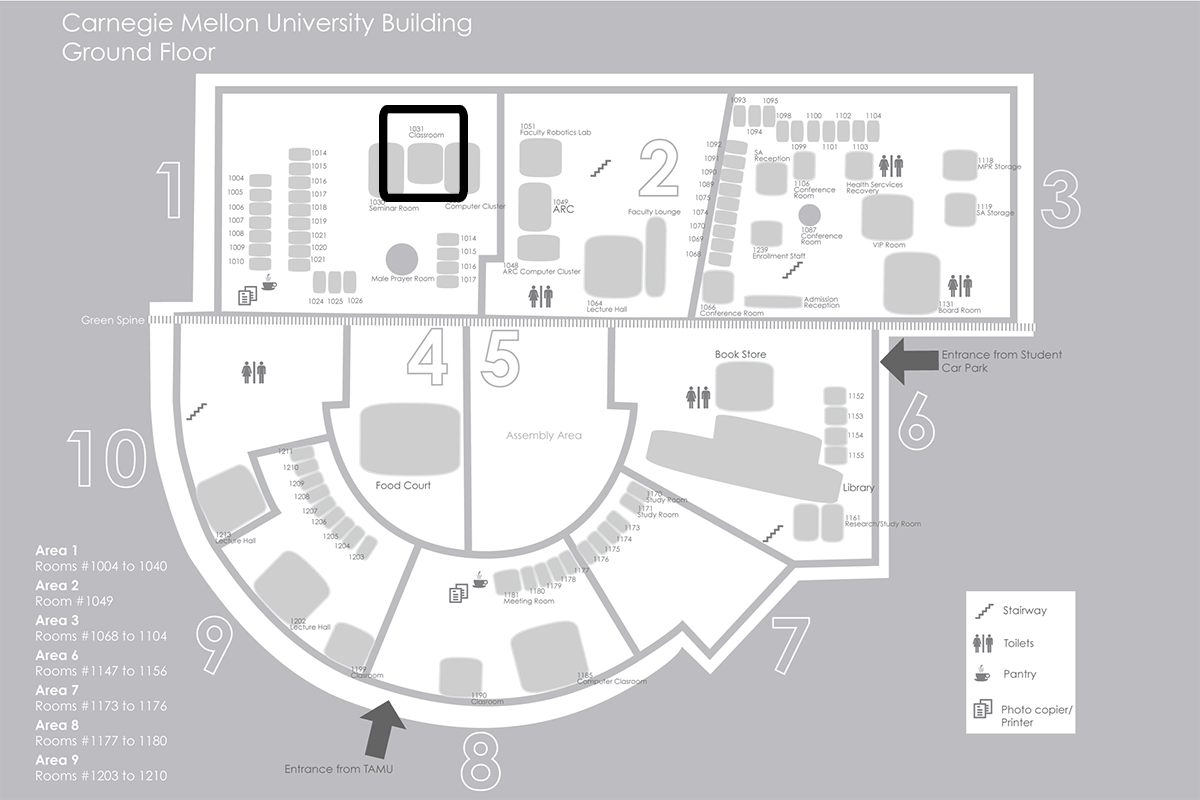 Carnegie Mellon University Building
Ground Floor
1
1031
Classroom
1030
Seminar Room
Computer Cluster
1004
1005
1006
1007
1008
1009
1010
1014
1015
1016
1017
1018
1019
1020
1021
1021
1024 1025 1026
Male Prayer Room
1014
1015
1016
1017
2
1051
Faculty Robotics Lab
1049
ARC
1048
ARC Computer Cluster
Faculty Lounge
1064
Lecture Hall
3
1093
1095
1094
1098
1100
1102
1104
1099
1101
1103
1092
1091
1090
1089
1075
1074
1070
1069
1068
SA
Reception
1106
Conference
Room
Health Sercvices
Recovery
1118
MPR Storage
1119
SA Storage
1087
Conference
Room
VIP Room
1239
Enrollment Staff
1066
Conference Room
Admission
Reception
1131
Board Room
Green Spine
4
5
Food Court
Assembly Area
Book Store
Entrance from Student
Car Park
6
1152
1153
1154
1155
Library
1161
Research/Study Room
10
1213
Lecture Hall
1211
1210
1209
1208
1207
1206
1205
1204
1203
1170
Study Room
1171
Study Room
1173
1174
1175
1176
1177
1178
1179
1180
1181
Meeting Room
1202
Lecture Hall
1199
Clasroom
1190
Clasroom
1185
Computer Clasroom
7
8
9
Entrance from TAMU
Area 1
Rooms #1004 to 1040
Area 2
Room #1049
Area 3
Rooms #1068 to 1104
Area 6
Rooms #1147 to 1156
Area 7
Rooms #1173 to 1176
Area 8
Rooms #1177 to 1180
Area 9
Rooms #1203 to 1210
Stairway
Toilets
Pantry
Photo copier/
Printer